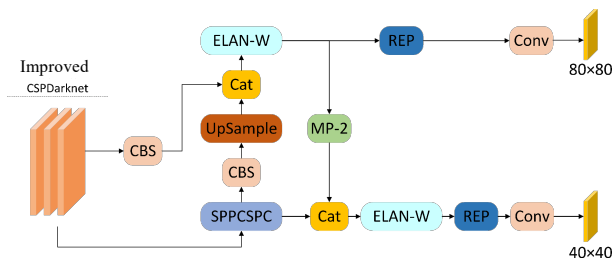 ELAN-W
REP
Conv
80×80
Improved
CSPDarknet
Cat
UpSample
MP-2
CBS
CBS
SPPCSPC
Cat
ELAN-W
REP
Conv
40×40